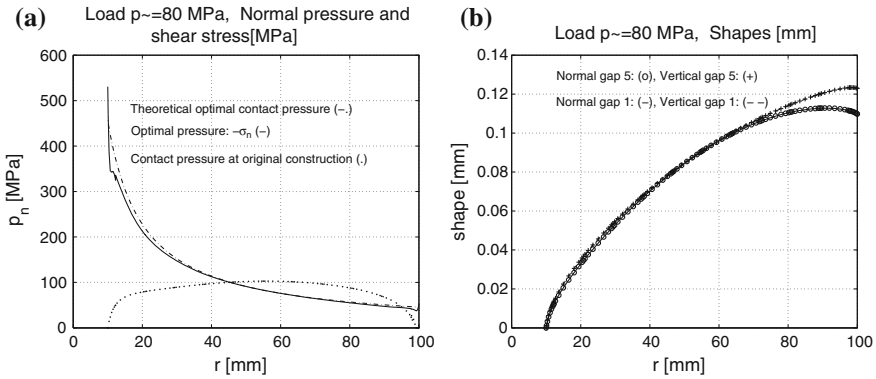 (a)
Load p~=80 MPa, Normal pressure and
shear stress[MPa]
600
500
400
300
200
100
0
pn [MPa]
Theoretical optimal contact pressure (−.)
Optimal pressure: −σn (−)
Contact pressure at original construction (.)
0 20 40 60 80 100
r [mm]
(b)
Load p~=80 MPa, Shapes [mm]
0.14
0.12
0.1
0.08
0.06
0.04
0.02
0
shape [mm]
Normal gap 5: (o), Vertical gap 5: (+)
Normal gap 1: (−), Vertical gap 1: (− −)
0 20 40 60 80 100
r [mm]